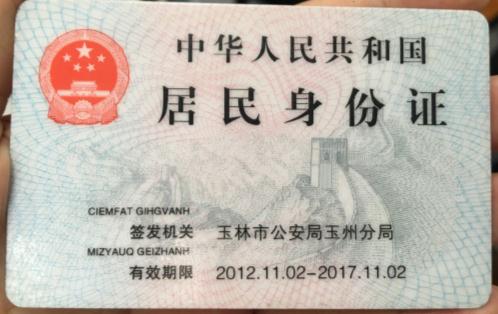 中华人民共和国
居民身份证
CIEMFAT GIHGVANH
签发机关 玉林市公安局玉州分局
MIZYAUQ GEIZHANH
有效期限 2012.11.02-2017.11.02